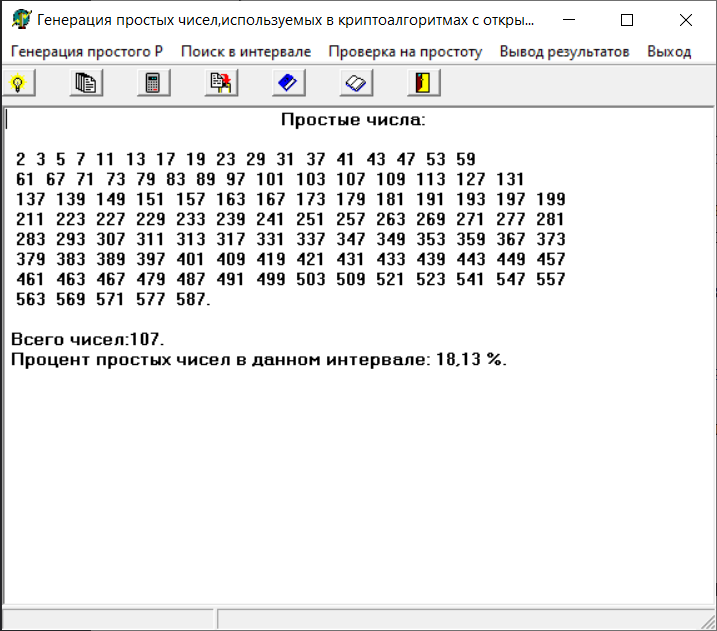 Генерация простых чисел,используемых в криптоалгоритмах с откры...
Генерация простого Р Поиск в интервале Проверка на простоту Вывод результатов Выход
Простые числа:
2 3 5 7 11 13 17 19 23 29 31 37 41 43 47 53 59
61 67 71 73 79 83 89 97 101 103 107 109 113 127 131
137 139 149 151 157 163 167 173 179 181 191 193 197 199
211 223 227 229 233 239 241 251 257 263 269 271 277 281
283 293 307 311 313 317 331 337 347 349 353 359 367 373
379 383 389 397 401 409 419 421 431 433 439 443 449 457
461 463 467 479 487 491 499 503 509 521 523 541 547 557
563 569 571 577 587.
Всего чисел:107.
Процент простых чисел в данном интервале: 18,13 %.